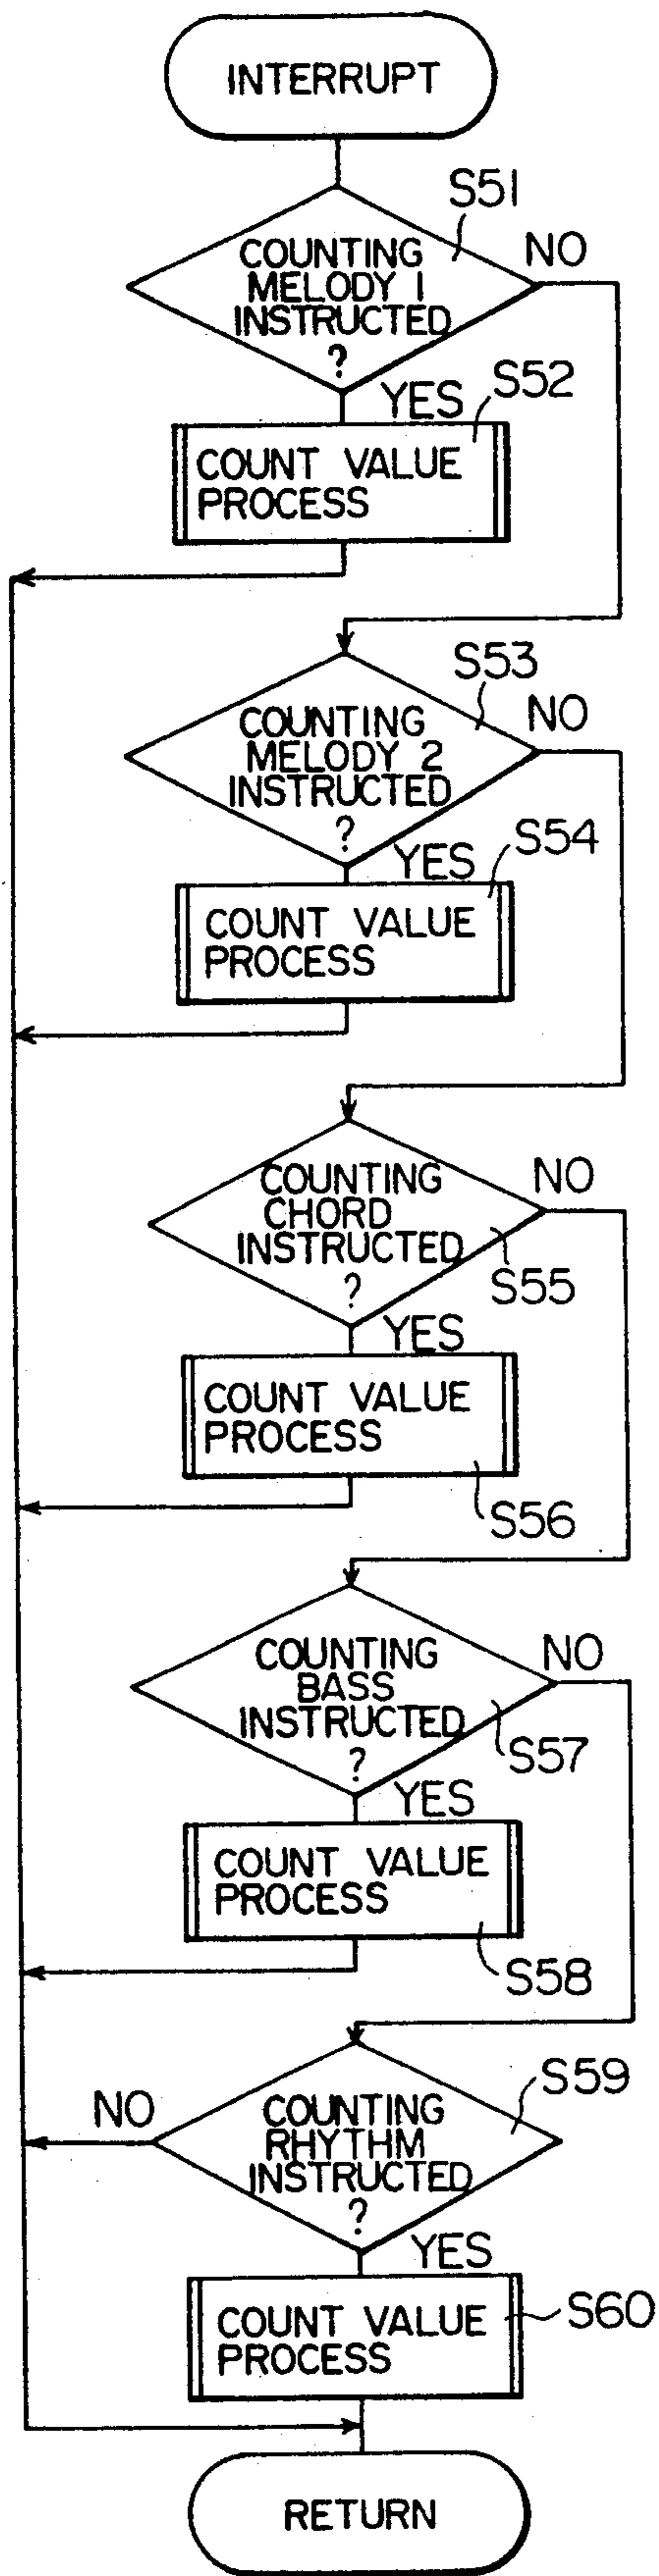 INTERRUPT
S51
COUNTING
MELODY 1
INSTRUCTED
?
NO
YES
S52
COUNT VALUE
PROCESS
S53
COUNTING
MELODY 2
INSTRUCTED
?
NO
YES
S54
COUNT VALUE
PROCESS
COUNTING
CHORD
INSTRUCTED
?
NO
S55
YES
COUNT VALUE
PROCESS
S56
COUNTING
BASS
INSTRUCTED
?
NO
S57
YES
COUNT VALUE
PROCESS
S58
S59
NO
COUNTING
RHYTHM
INSTRUCTED
?
YES
COUNT VALUE
PROCESS
S60
RETURN